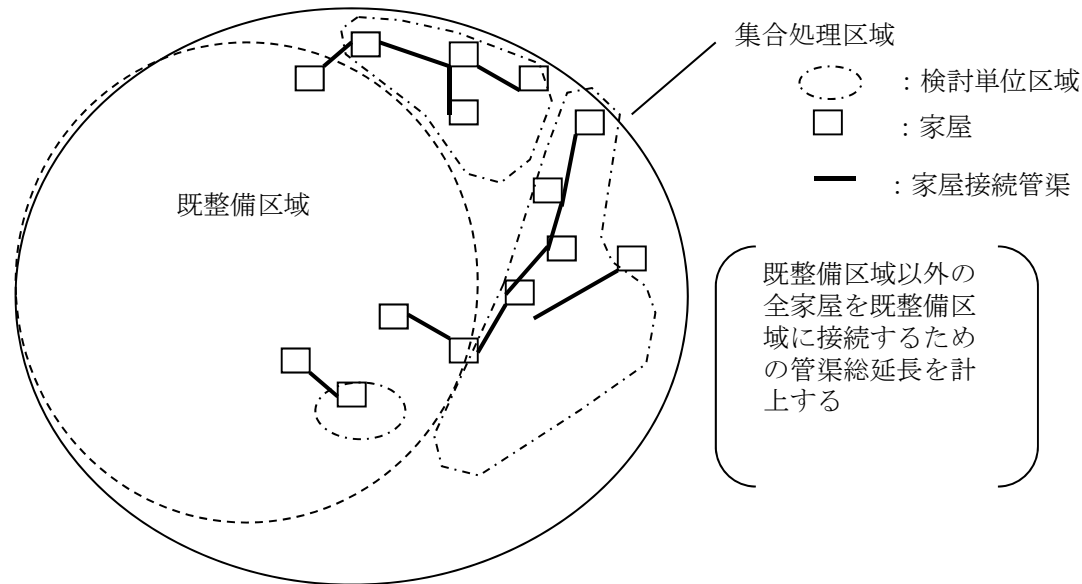 集合処理区域
：検討単位区域
：家屋
：家屋接続管渠
既整備区域
既整備区域以外の
全家屋を既整備区
域に接続するため
の管渠総延長を計
上する